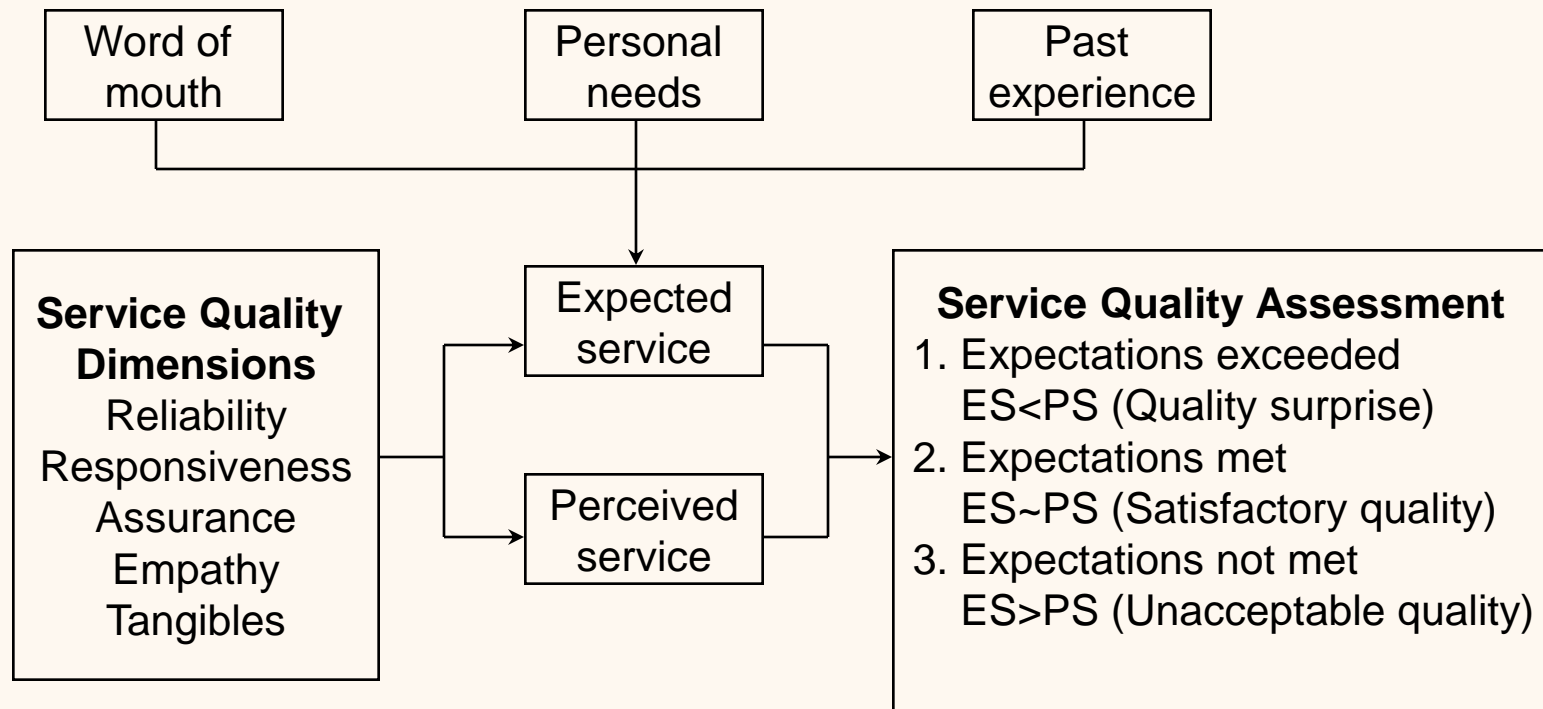 Word of
mouth
Personal
needs
Past
experience
Service Quality
Dimensions
Reliability
Responsiveness
Assurance
Empathy
Tangibles
Expected
service
Perceived
service
Service Quality Assessment
1. Expectations exceeded
ES<PS (Quality surprise)
2. Expectations met
ES~PS (Satisfactory quality)
3. Expectations not met
ES>PS (Unacceptable quality)